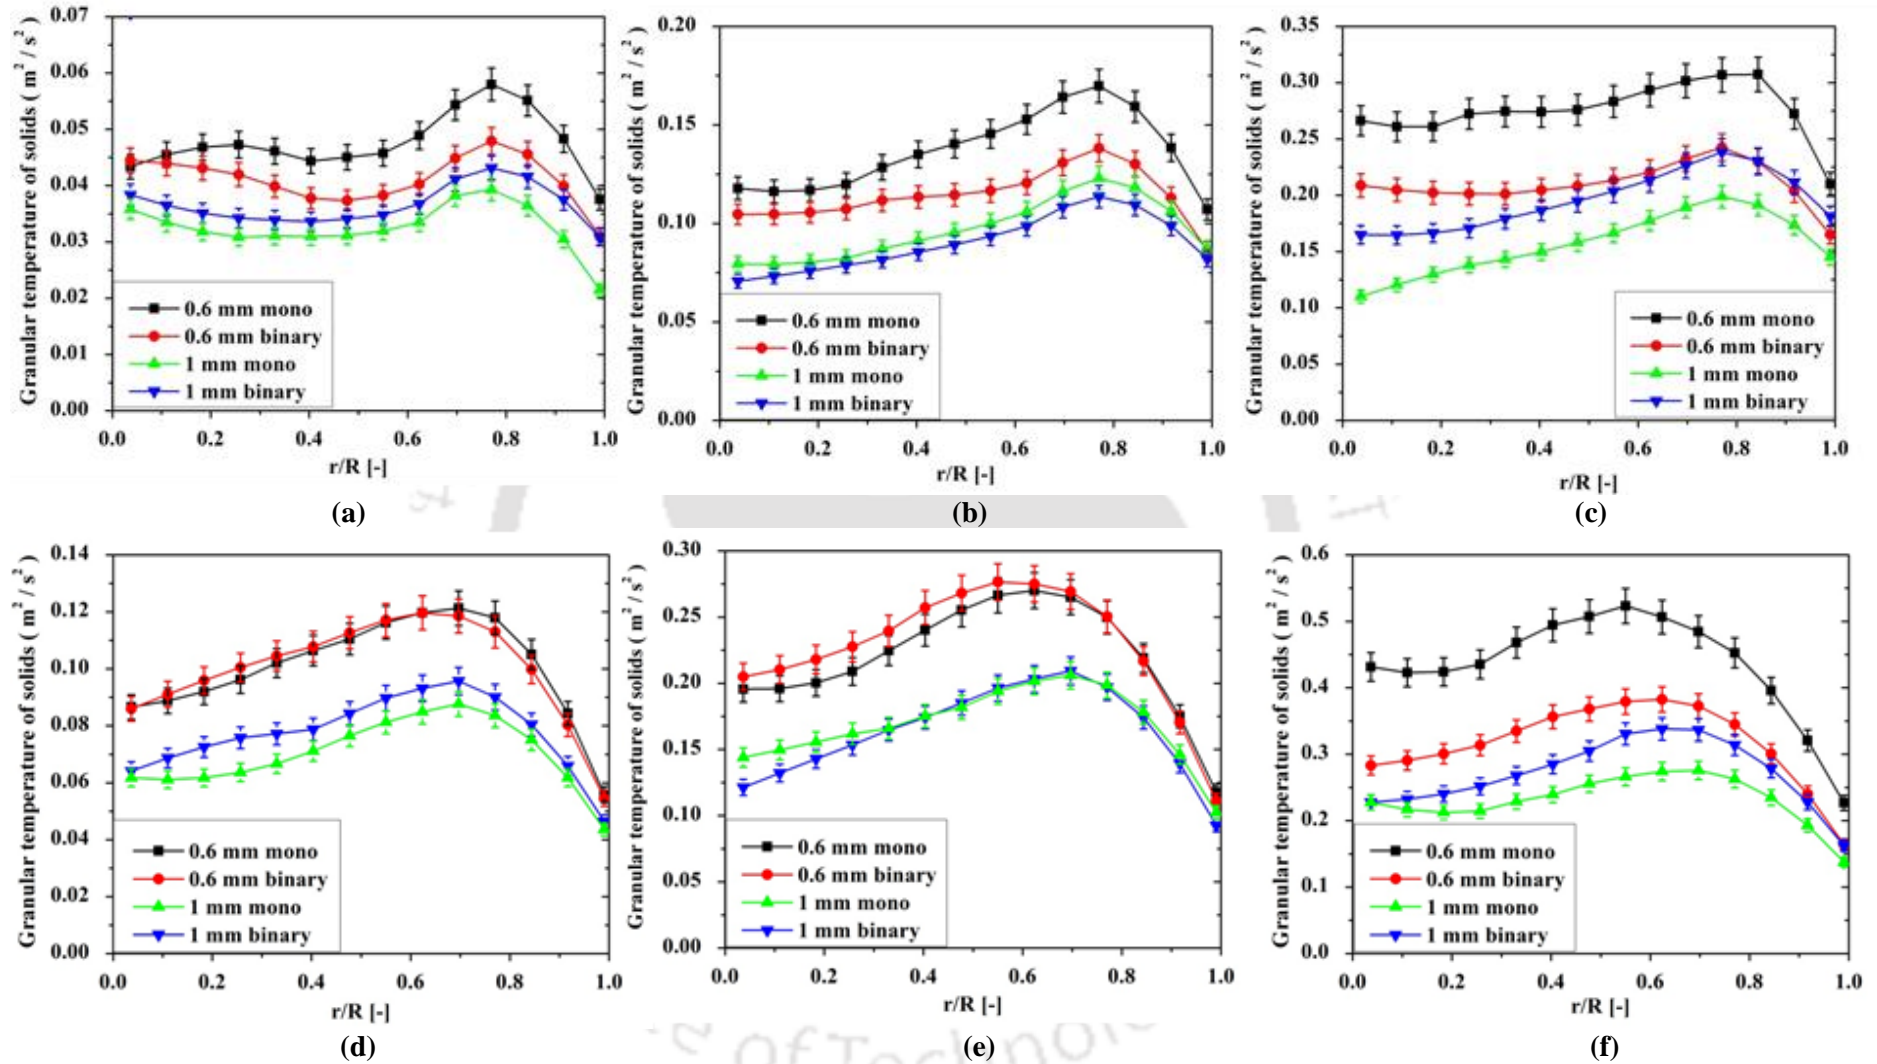 Granular temperature of solids ( m² / s² )
0.07
0.06
0.05
0.04
0.03
0.02
0.01
0.00
0.6 mm mono
0.6 mm binary
1 mm mono
1 mm binary
0.0 0.2 0.4 0.6 0.8 1.0
r/R [-]
(a)
Granular temperature of solids ( m² / s² )
0.20
0.15
0.10
0.05
0.00
0.6 mm mono
0.6 mm binary
1 mm mono
1 mm binary
0.0 0.2 0.4 0.6 0.8 1.0
r/R [-]
(b)
Granular temperature of solids ( m² / s² )
0.35
0.30
0.25
0.20
0.15
0.10
0.05
0.00
0.6 mm mono
0.6 mm binary
1 mm mono
1 mm binary
0.0 0.2 0.4 0.6 0.8 1.0
r/R [-]
(c)
Granular temperature of solids ( m² / s² )
0.14
0.12
0.10
0.08
0.06
0.04
0.02
0.00
0.6 mm mono
0.6 mm binary
1 mm mono
1 mm binary
0.0 0.2 0.4 0.6 0.8 1.0
r/R [-]
(d)
Granular temperature of solids ( m² / s² )
0.30
0.25
0.20
0.15
0.10
0.05
0.00
0.6 mm mono
0.6 mm binary
1 mm mono
1 mm binary
0.0 0.2 0.4 0.6 0.8 1.0
r/R [-]
(e)
Granular temperature of solids ( m² / s² )
0.6
0.5
0.4
0.3
0.2
0.1
0.0
0.6 mm mono
0.6 mm binary
1 mm mono
1 mm binary
0.0 0.2 0.4 0.6 0.8 1.0
r/R [-]
(f)
of Technolo